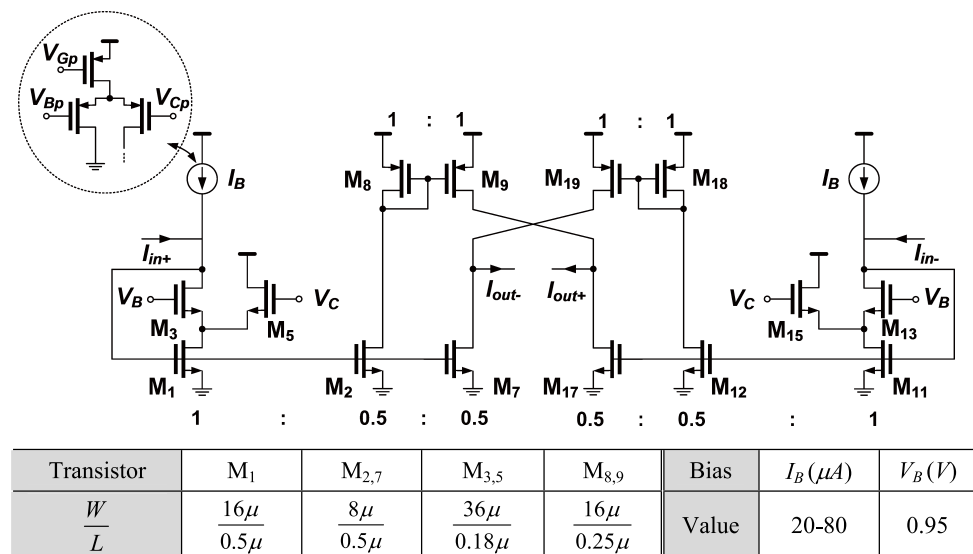 V_Gp
V_Bp V_Cp
1 : 1 1 : 1
M8 M9 M19 M18
I_B I_B
I_in+ I_out- I_out+ I_in-
V_B V_C V_C V_B
M3 M5 M15 M13
M1 M2 M7 M17 M12 M11
1 : 0.5 : 0.5 0.5 : 0.5 : 1
Transistor M1 M2,7 M3,5 M8,9 Bias I_B(μA) V_B(V)
W/L 16μ/0.5μ 8μ/0.5μ 36μ/0.18μ 16μ/0.25μ Value 20-80 0.95